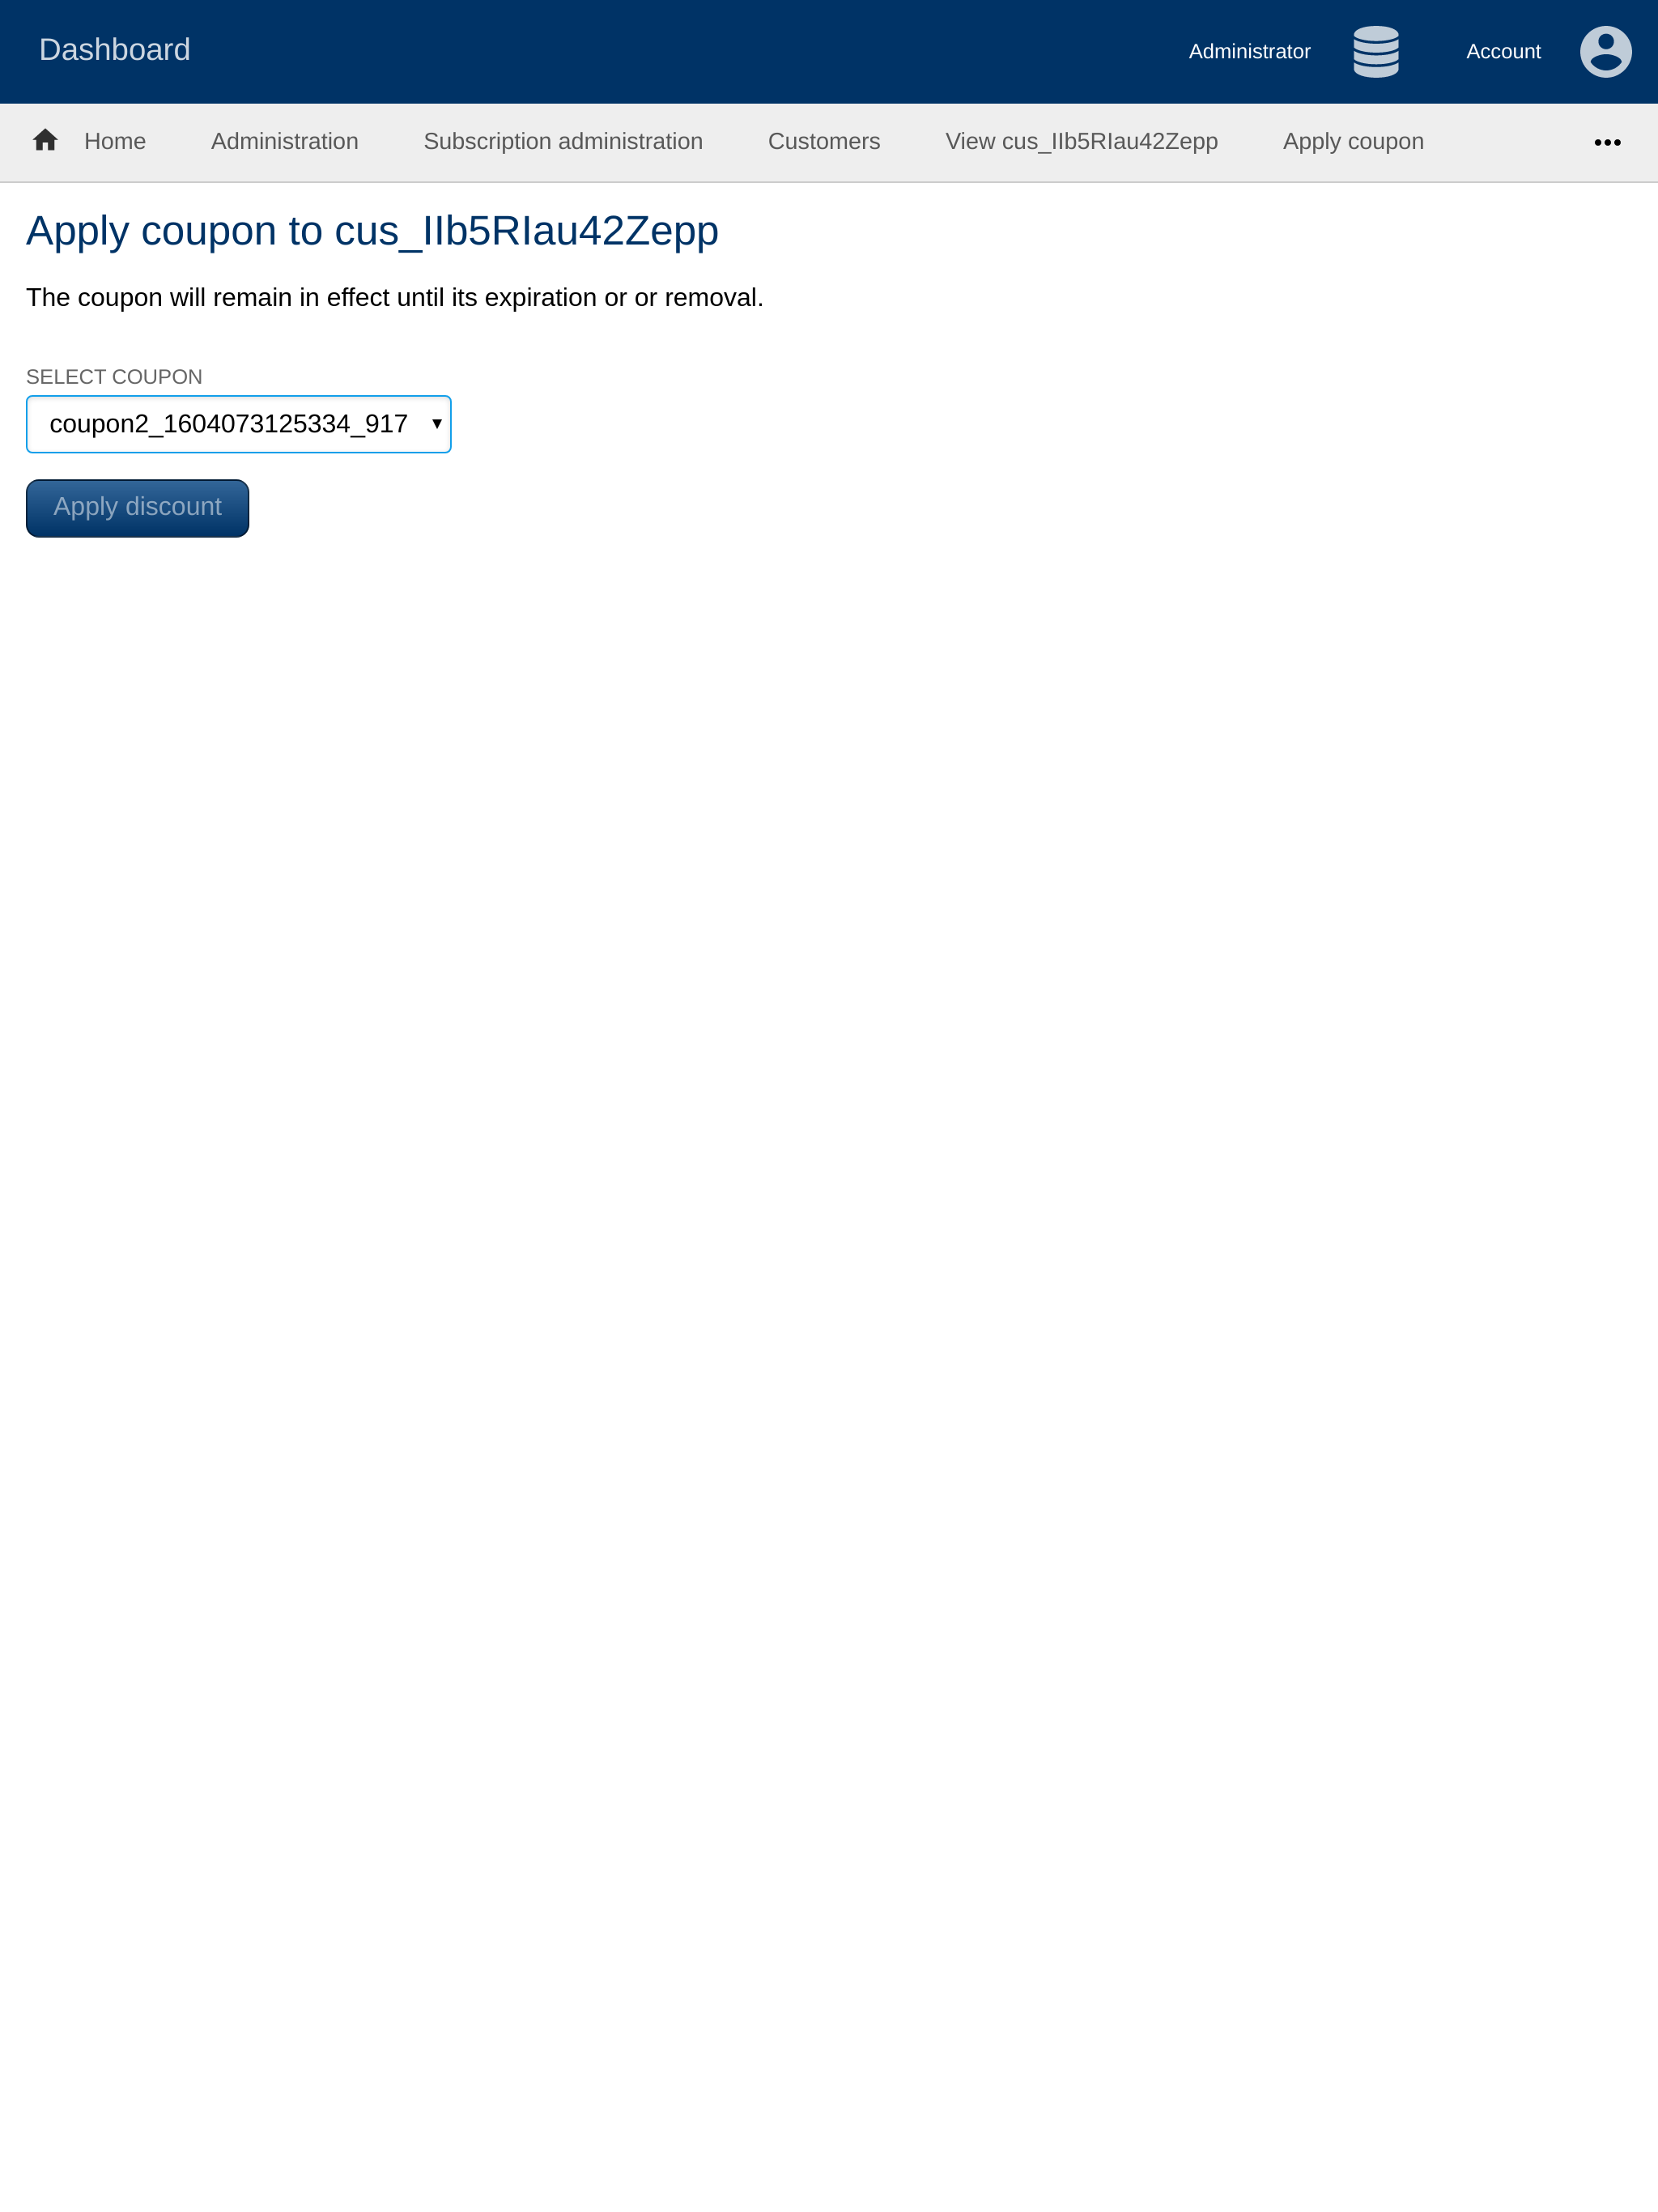 Dashboard
Administrator
Account
Home
Administration
Subscription administration
Customers
View cus_IIb5RIau42Zepp
Apply coupon
Apply coupon to cus_IIb5RIau42Zepp
The coupon will remain in effect until its expiration or or removal.
SELECT COUPON
coupon2_1604073125334_917
Apply discount